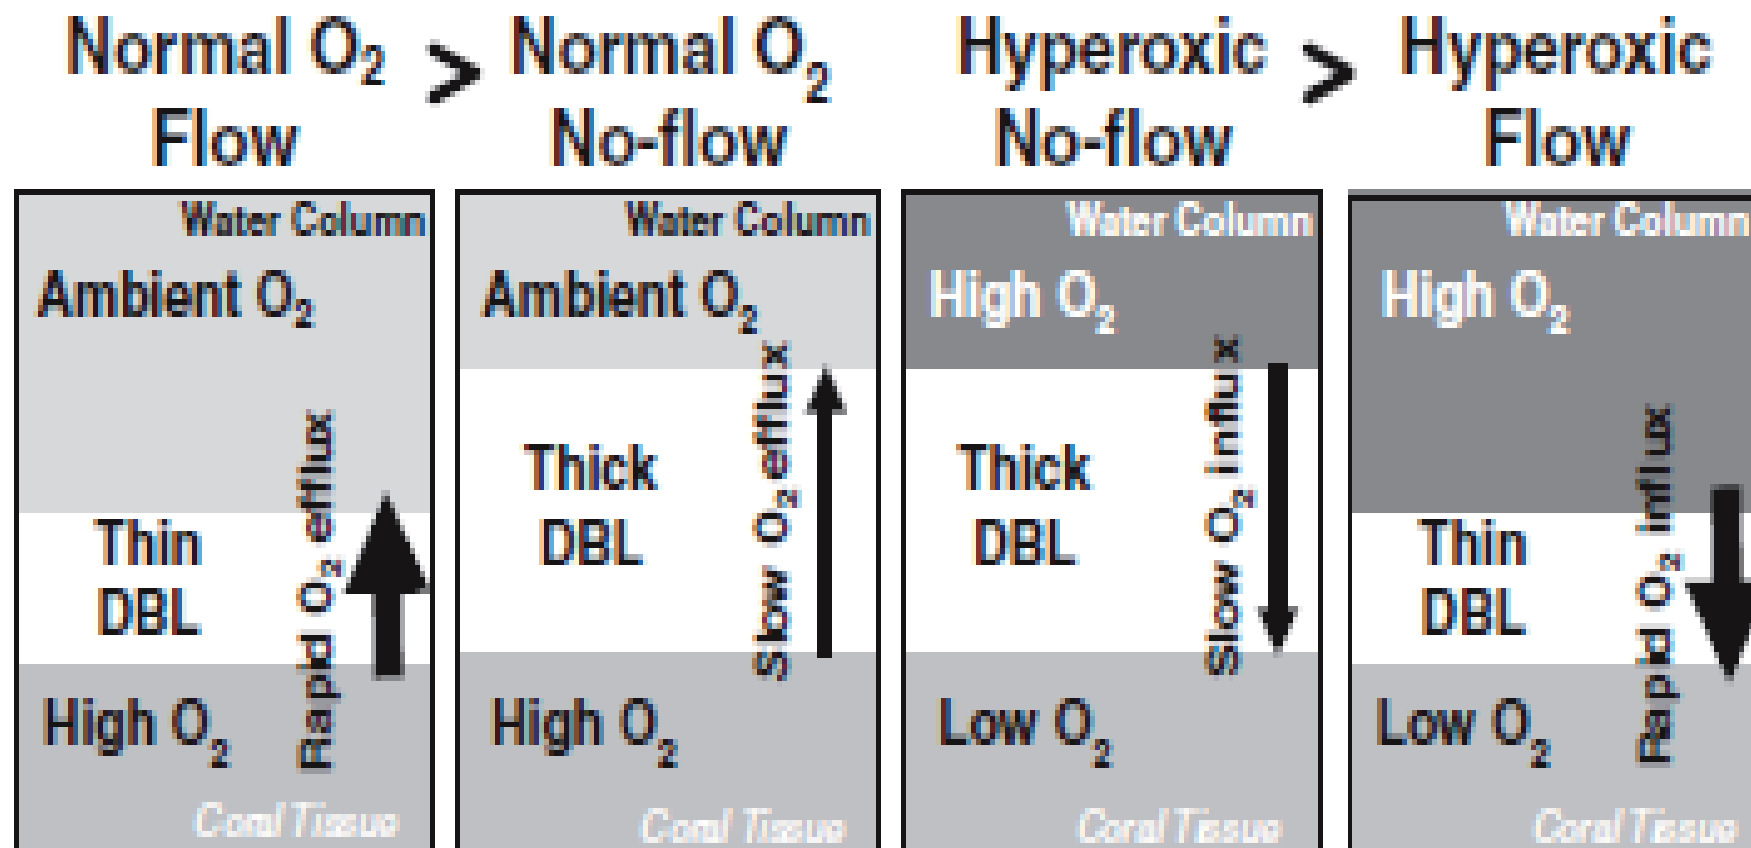 Normal O₂ > Normal O₂ Hyperoxic > Hyperoxic
Flow No-flow No-flow Flow
Water Column
Ambient O₂
Rapid O₂ efflux
Thin
DBL
High O₂
Coral Tissue
Water Column
Ambient O₂
Slow O₂ efflux
Thick
DBL
High O₂
Coral Tissue
Water Column
High O₂
Slow O₂ influx
Thick
DBL
Low O₂
Coral Tissue
Water Column
High O₂
Rapid O₂ influx
Thin
DBL
Low O₂
Coral Tissue